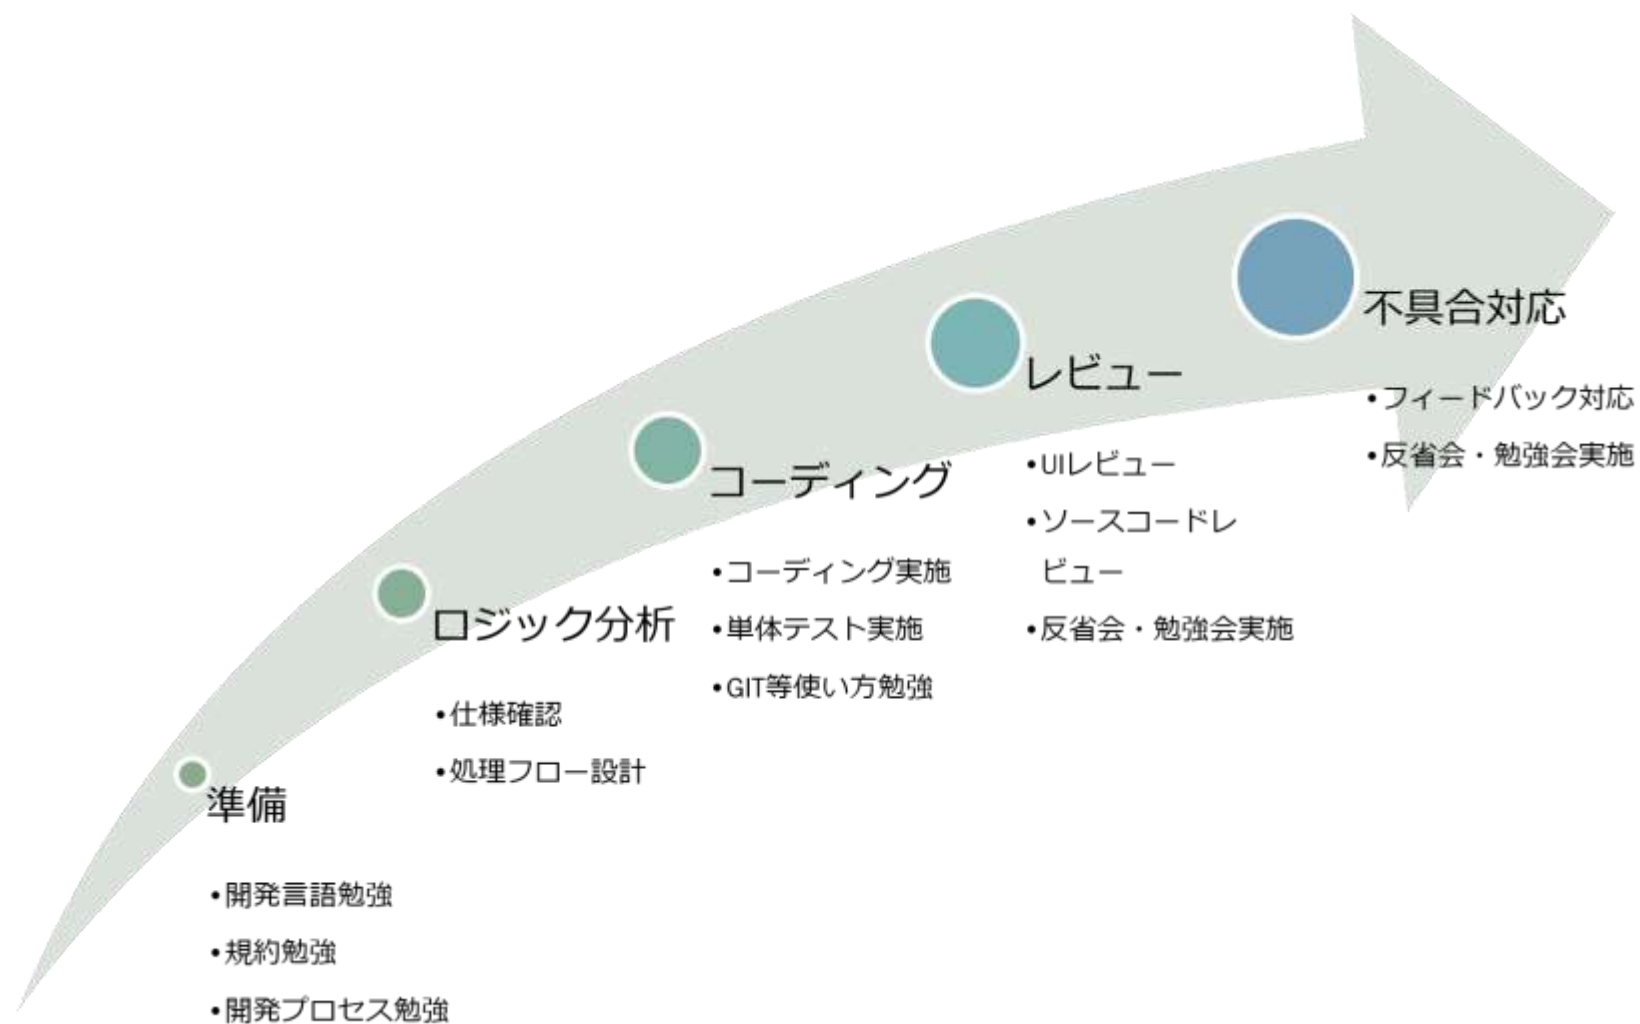 準備
•開発言語勉強
•規約勉強
•開発プロセス勉強
ロジック分析
•仕様確認
•処理フロー設計
コーディング
•コーディング実施
•単体テスト実施
•GIT等使い方勉強
レビュー
•UIレビュー
•ソースコードレ
ビュー
•反省会・勉強会実施
不具合対応
•フィードバック対応
•反省会・勉強会実施